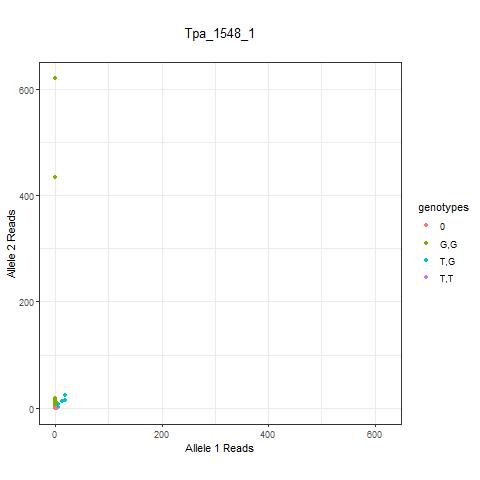 Tpa_1548_1
600
400
200
0
0
200
400
600
Allele 2 Reads
Allele 1 Reads
genotypes
0
G,G
T,G
T,T